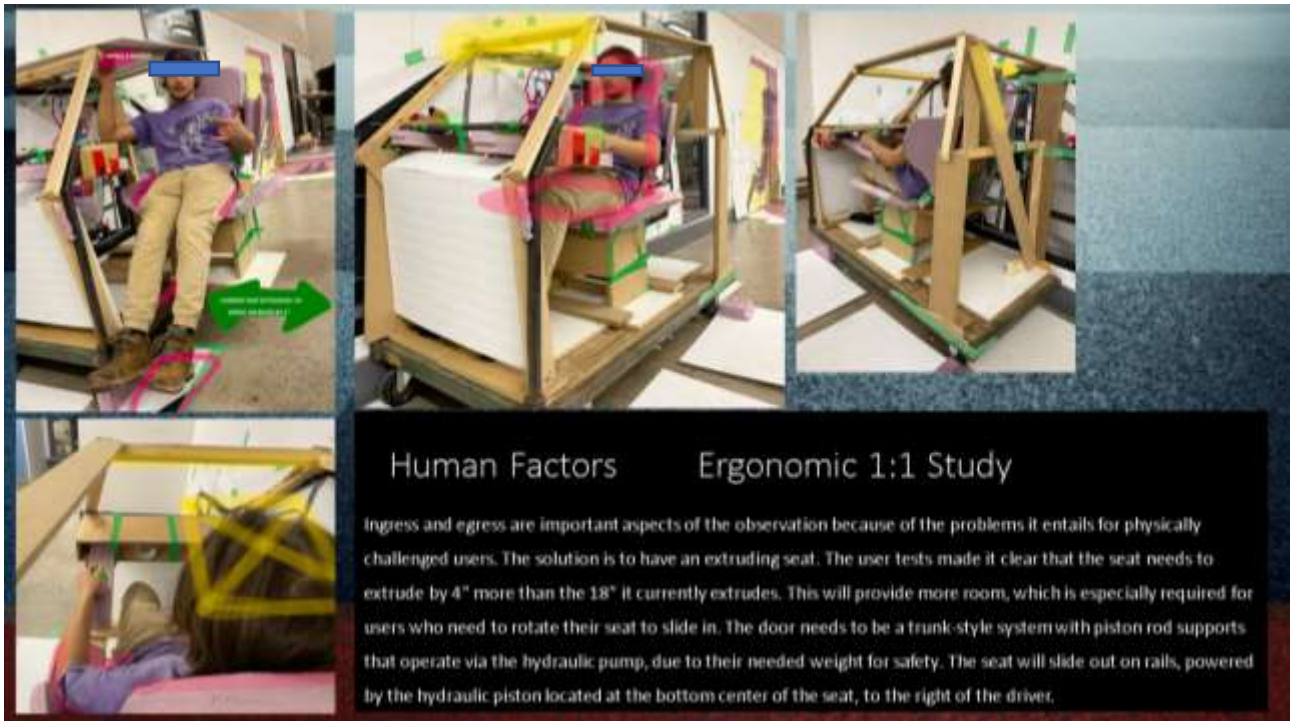 Human Factors Ergonomic 1:1 Study
Ingress and egress are important aspects of the observation because of the problems it entails for physically
challenged users. The solution is to have an extruding seat. The user tests made it clear that the seat needs to
extrude by 4" more than the 18" it currently extrudes. This will provide more room, which is especially required for
users who need to rotate their seat to slide in. The door needs to be a trunk-style system with piston rod supports
that operate via the hydraulic pump, due to their needed weight for safety. The seat will slide out on rails, powered
by the hydraulic piston located at the bottom center of the seat, to the right of the driver.